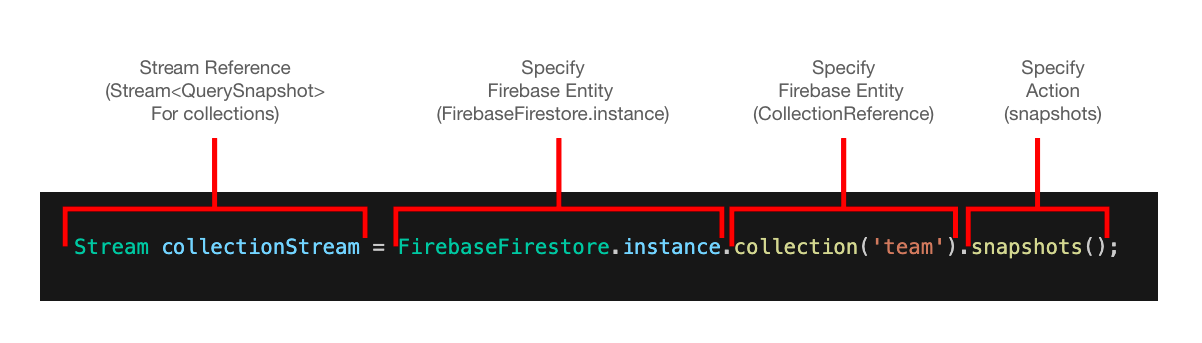 Stream Reference
(Stream<QuerySnapshot>
For collections)
Specify
Firebase Entity
(FirebaseFirestore.instance)
Specify
Firebase Entity
(CollectionReference)
Specify
Action
(snapshots)
Stream collectionStream = FirebaseFirestore.instance.collection('team').snapshots();